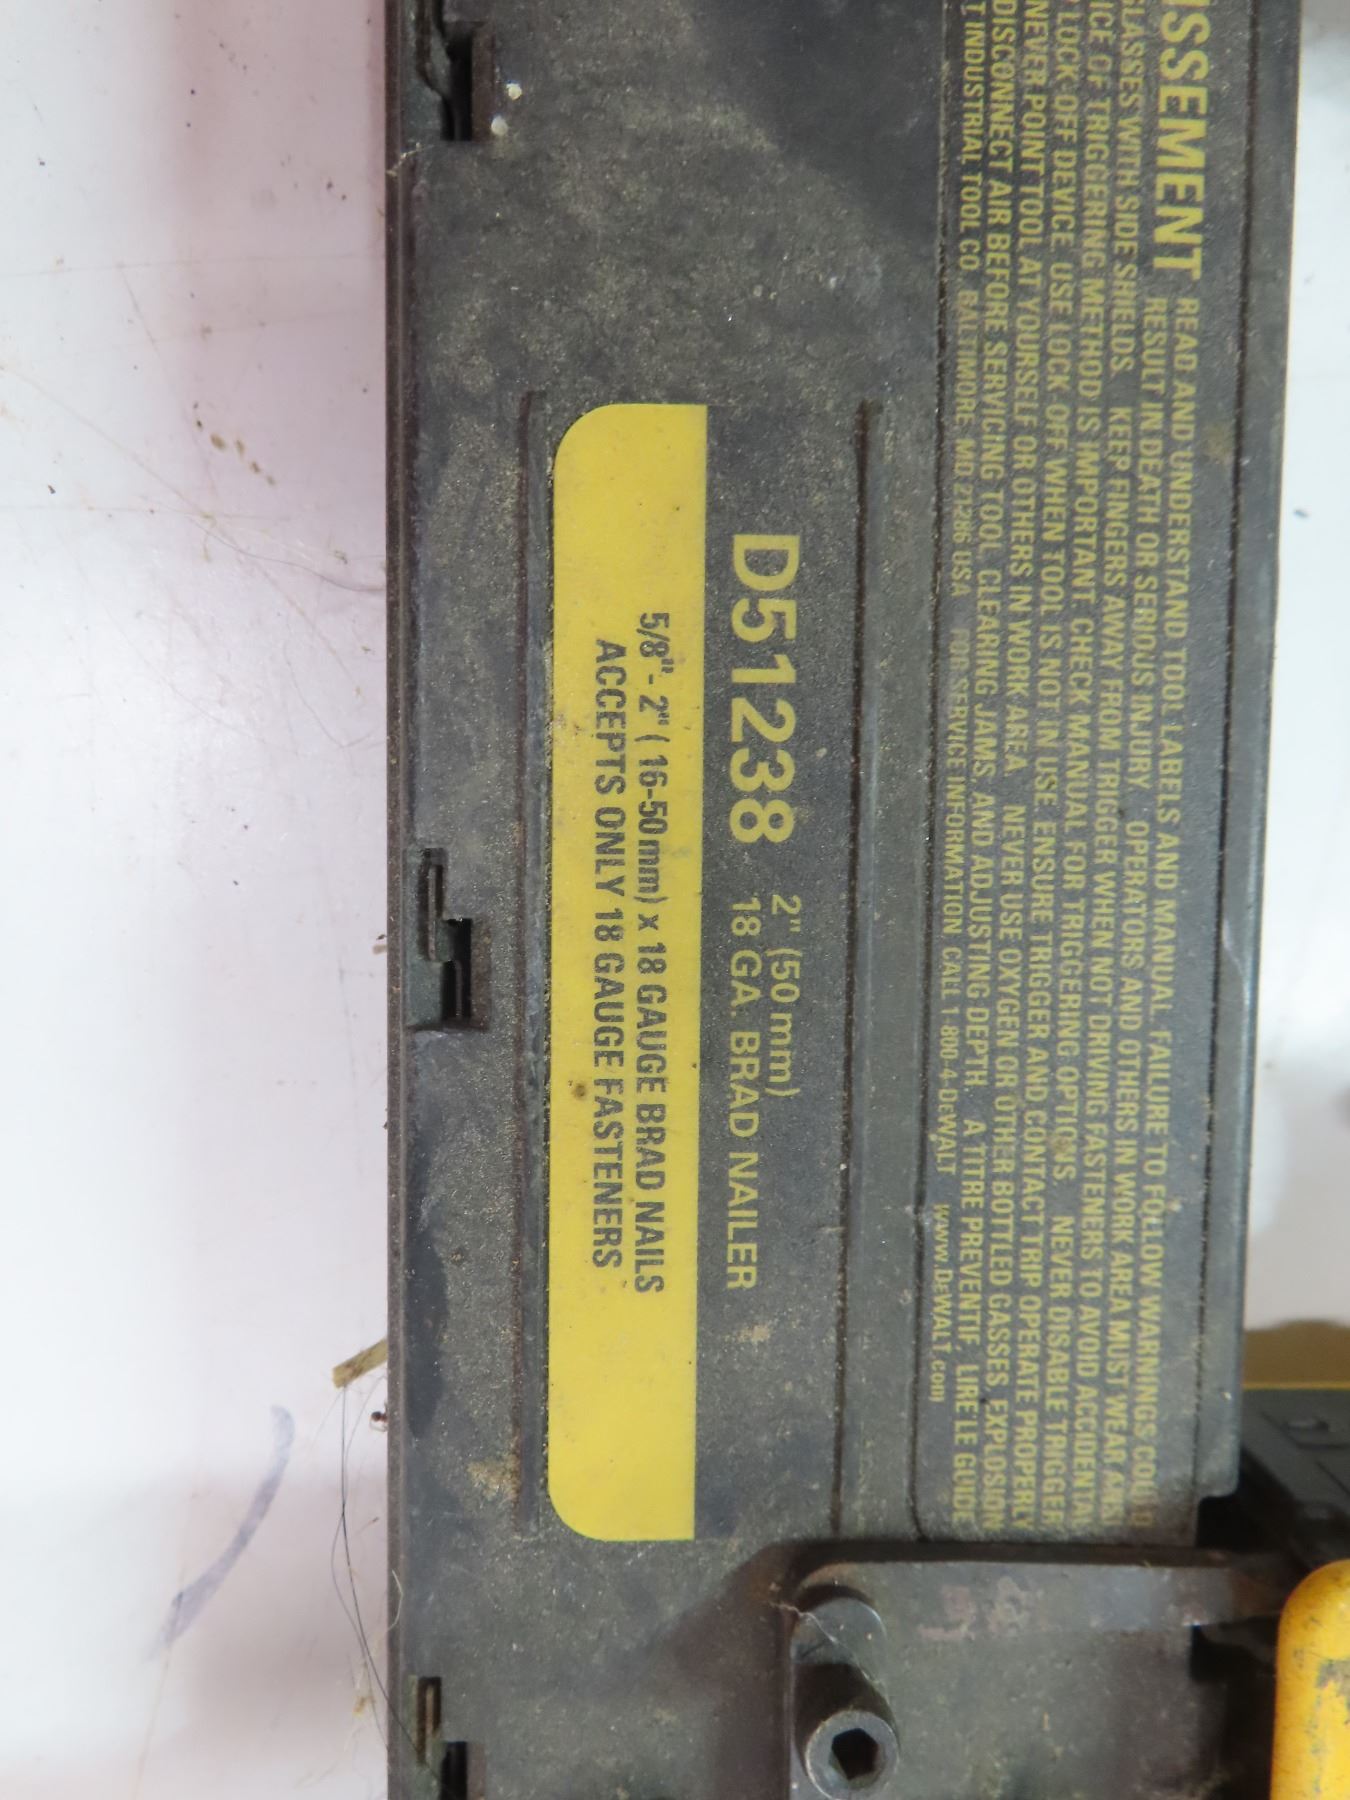 ISSEMENT
READ AND UNDERSTAND TOOL LABELS AND MANUAL. FAILURE TO FOLLOW WARNINGS
RESULT IN DEATH OR SERIOUS INJURY. OPERATORS AND OTHERS IN WORK AREA MUST WEAR
GLASSES WITH SIDE SHIELDS. KEEP FINGERS AWAY FROM TRIGGER WHEN NOT DRIVING FASTENERS TO AVOID ACCIDENTAL
OF TRIGGERING METHOD IS IMPORTANT. CHECK MANUAL FOR TRIGGERING OPTIONS. NEVER DISABLE TRIGGER
LOCK-OFF DEVICE. USE LOCK-OFF WHEN TOOL IS NOT IN USE. ENSURE TRIGGER AND CONTACT TRIP OPERATE PROPERLY
NEVER POINT TOOL AT YOURSELF OR OTHERS IN WORK AREA. NEVER USE OXYGEN OR OTHER BOTTLED GASSES. EXPLOSION
DISCONNECT AIR BEFORE SERVICING TOOL, CLEARING JAMS, AND ADJUSTING DEPTH. A TITRE PREVENTIF, LIRE LE GUIDE
T INDUSTRIAL TOOL CO. BALTIMORE, MD 21286 USA FOR SERVICE INFORMATION, CALL 1-800-4-DeWALT www.DeWALT.com
D51238 2" (50 mm)
18 GA. BRAD NAILER
5/8" - 2" ( 16-50 mm) x 18 GAUGE BRAD NAILS
ACCEPTS ONLY 18 GAUGE FASTENERS